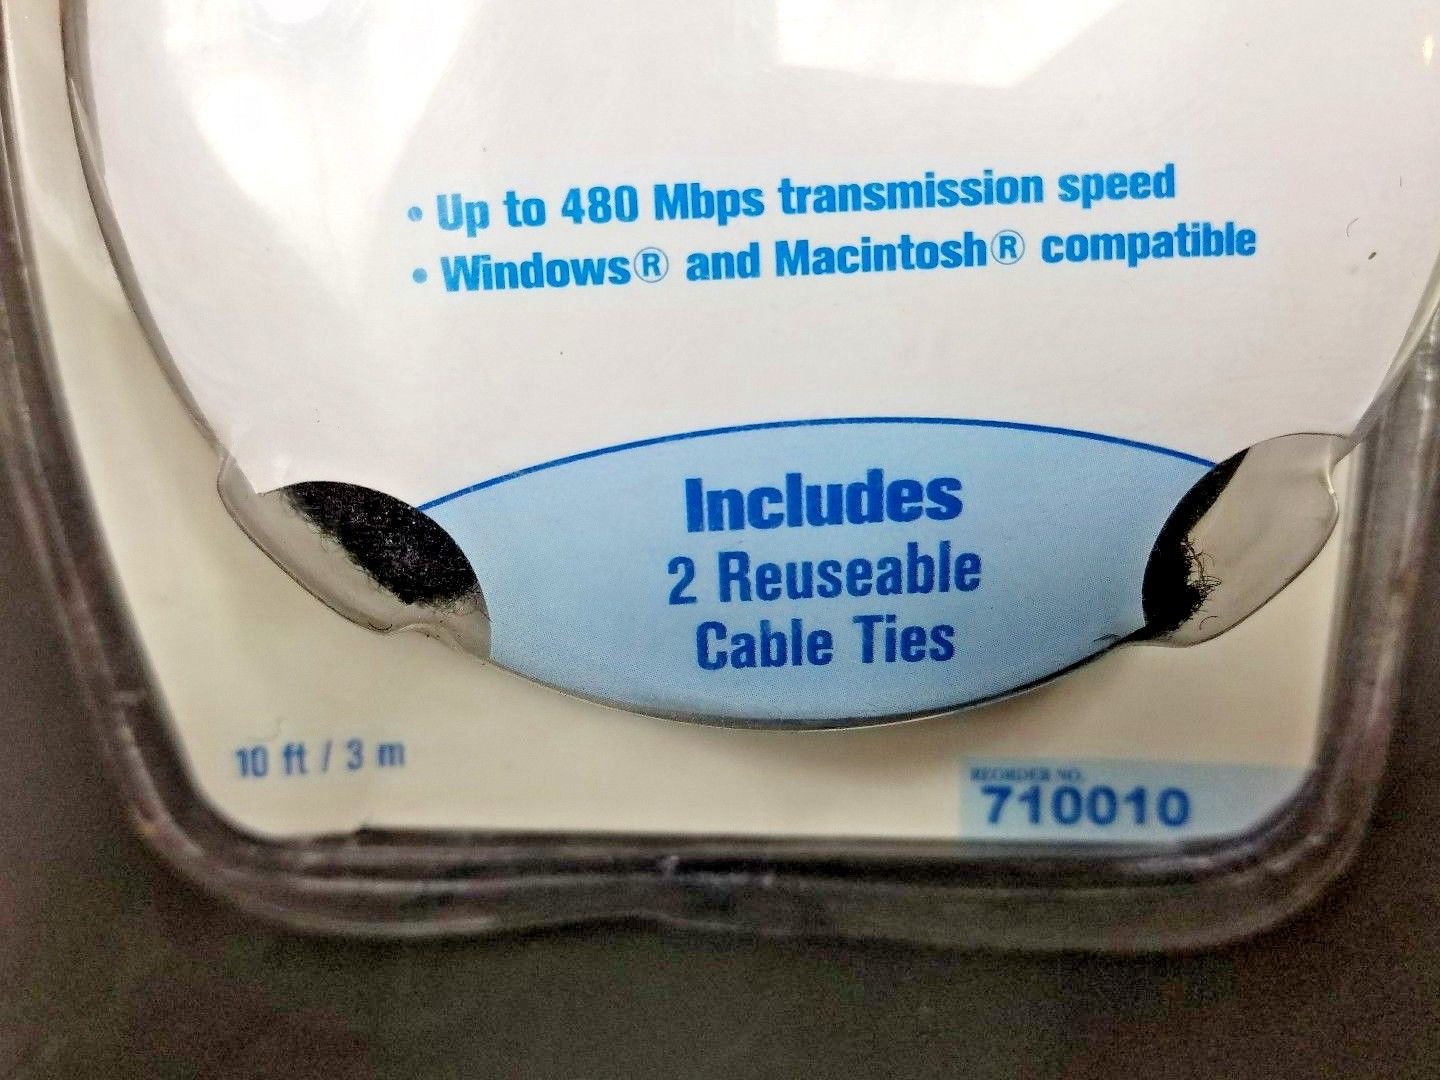 • Up to 480 Mbps transmission speed
• Windows® and Macintosh® compatible
Includes
2 Reuseable
Cable Ties
10 ft / 3 m
REORDER NO.
710010